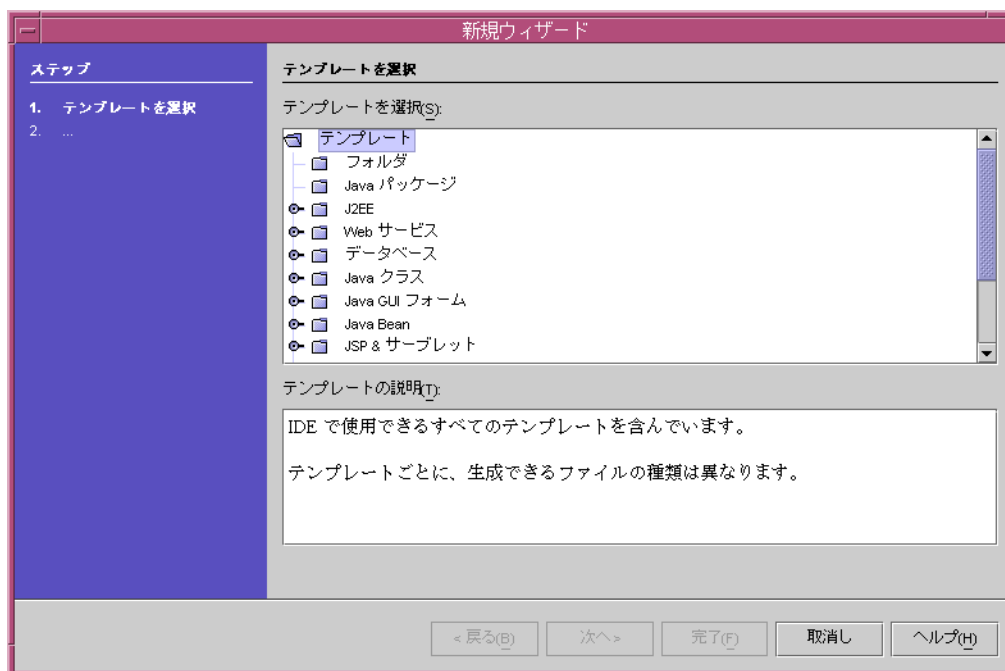 新規ウィザード
ステップ
1. テンプレートを選択
2. ...
テンプレートを選択
テンプレートを選択(S):
テンプレート
フォルダ
Java パッケージ
J2EE
Web サービス
データベース
Java クラス
Java GUI フォーム
Java Bean
JSP & サーブレット
テンプレートの説明(T):
IDE で使用できるすべてのテンプレートを含んでいます。
テンプレートごとに、生成できるファイルの種類は異なります。
< 戻る(B)
次へ >
完了(F)
取消し
ヘルプ(H)